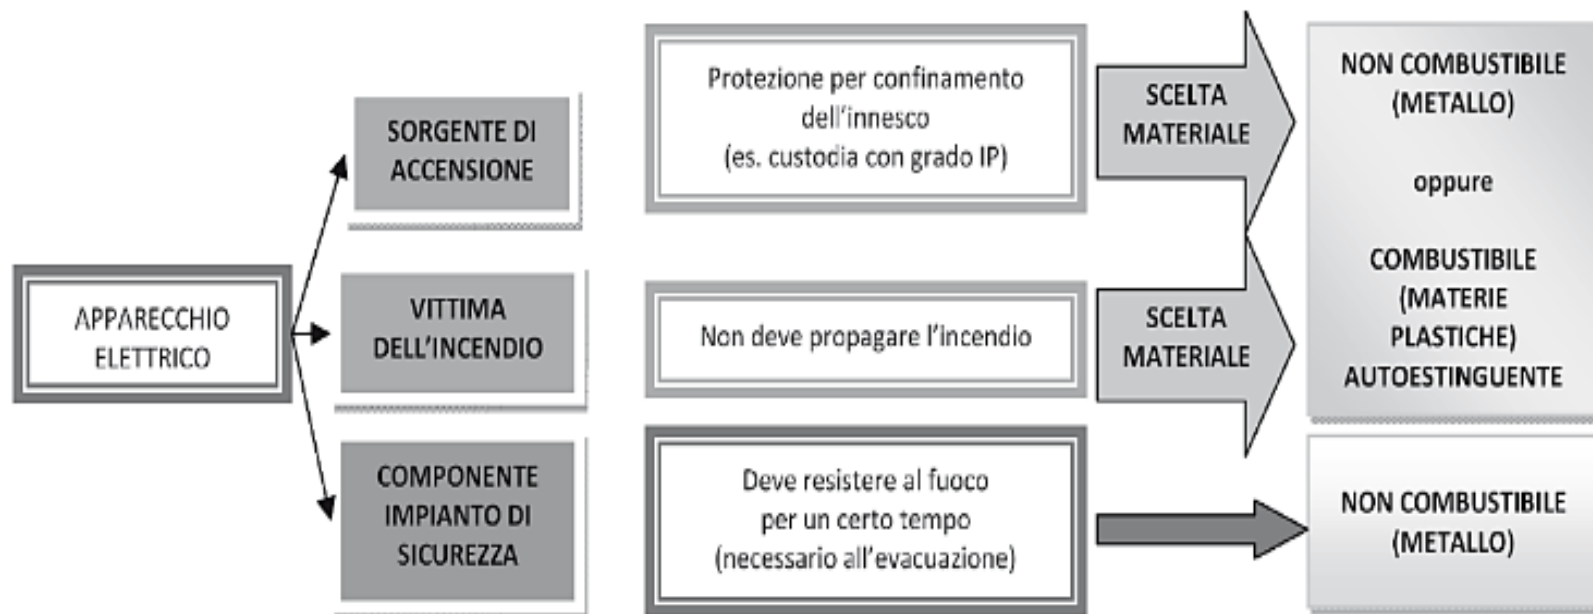 APPARECCHIO
ELETTRICO
SORGENTE DI
ACCENSIONE
Protezione per confinamento
dell'innesco
(es. custodia con grado IP)
SCELTA
MATERIALE
NON COMBUSTIBILE
(METALLO)
oppure
COMBUSTIBILE
(MATERIE
PLASTICHE)
AUTOESTINGUENTE
VITTIMA
DELL'INCENDIO
Non deve propagare l'incendio
SCELTA
MATERIALE
COMPONENTE
IMPIANTO DI
SICUREZZA
Deve resistere al fuoco
per un certo tempo
(necessario all'evacuazione)
NON COMBUSTIBILE
(METALLO)